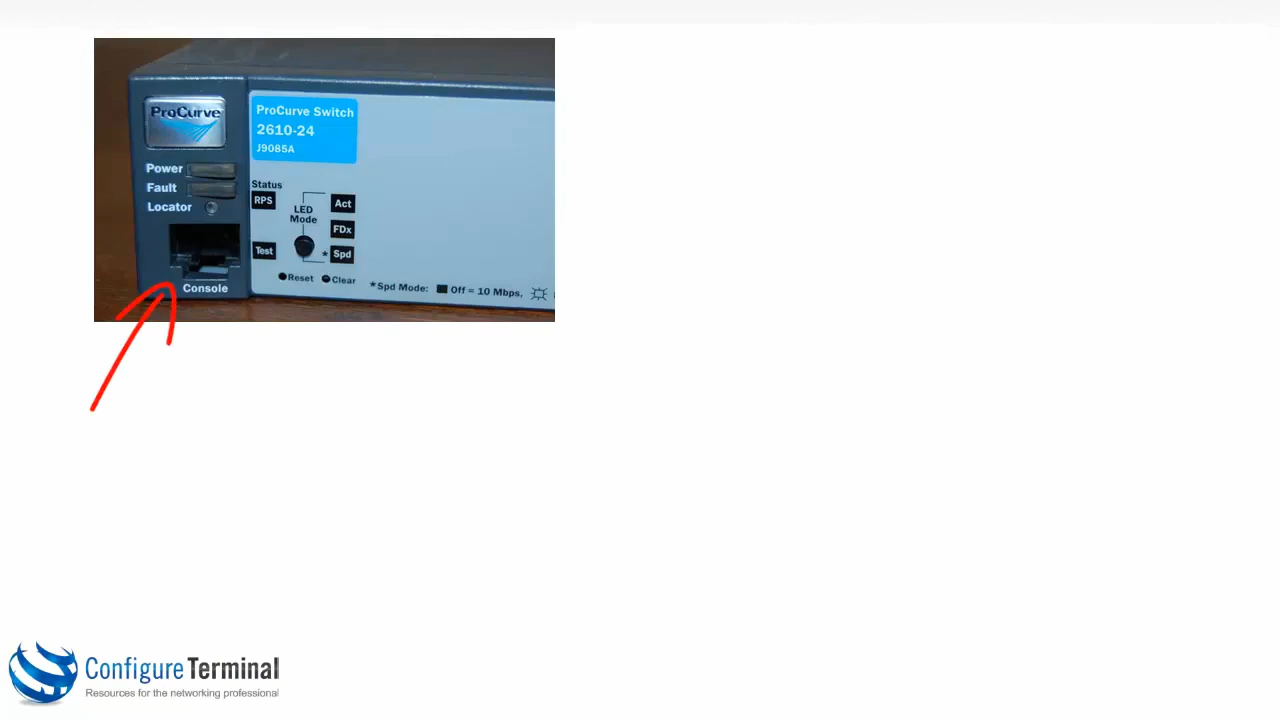 ProCurve
ProCurve Switch
2610-24
J9085A
Power
Fault
Locator
Console
Status
RPS
Test
LED
Mode
Act
FDx
* Spd
Reset
Clear
*Spd Mode: Off = 10 Mbps,
Configure Terminal
Resources for the networking professional